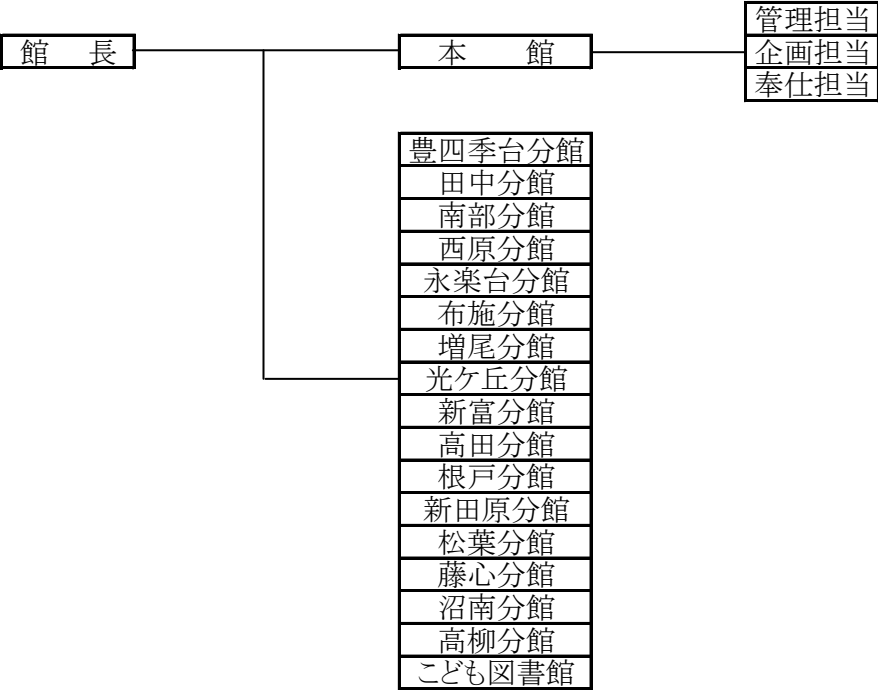 管理担当
館　長
本　館
企画担当
奉仕担当
豊四季台分館
田中分館
南部分館
西原分館
永楽台分館
布施分館
増尾分館
光ケ丘分館
新富分館
高田分館
根戸分館
新田原分館
松葉分館
藤心分館
沼南分館
高柳分館
こども図書館